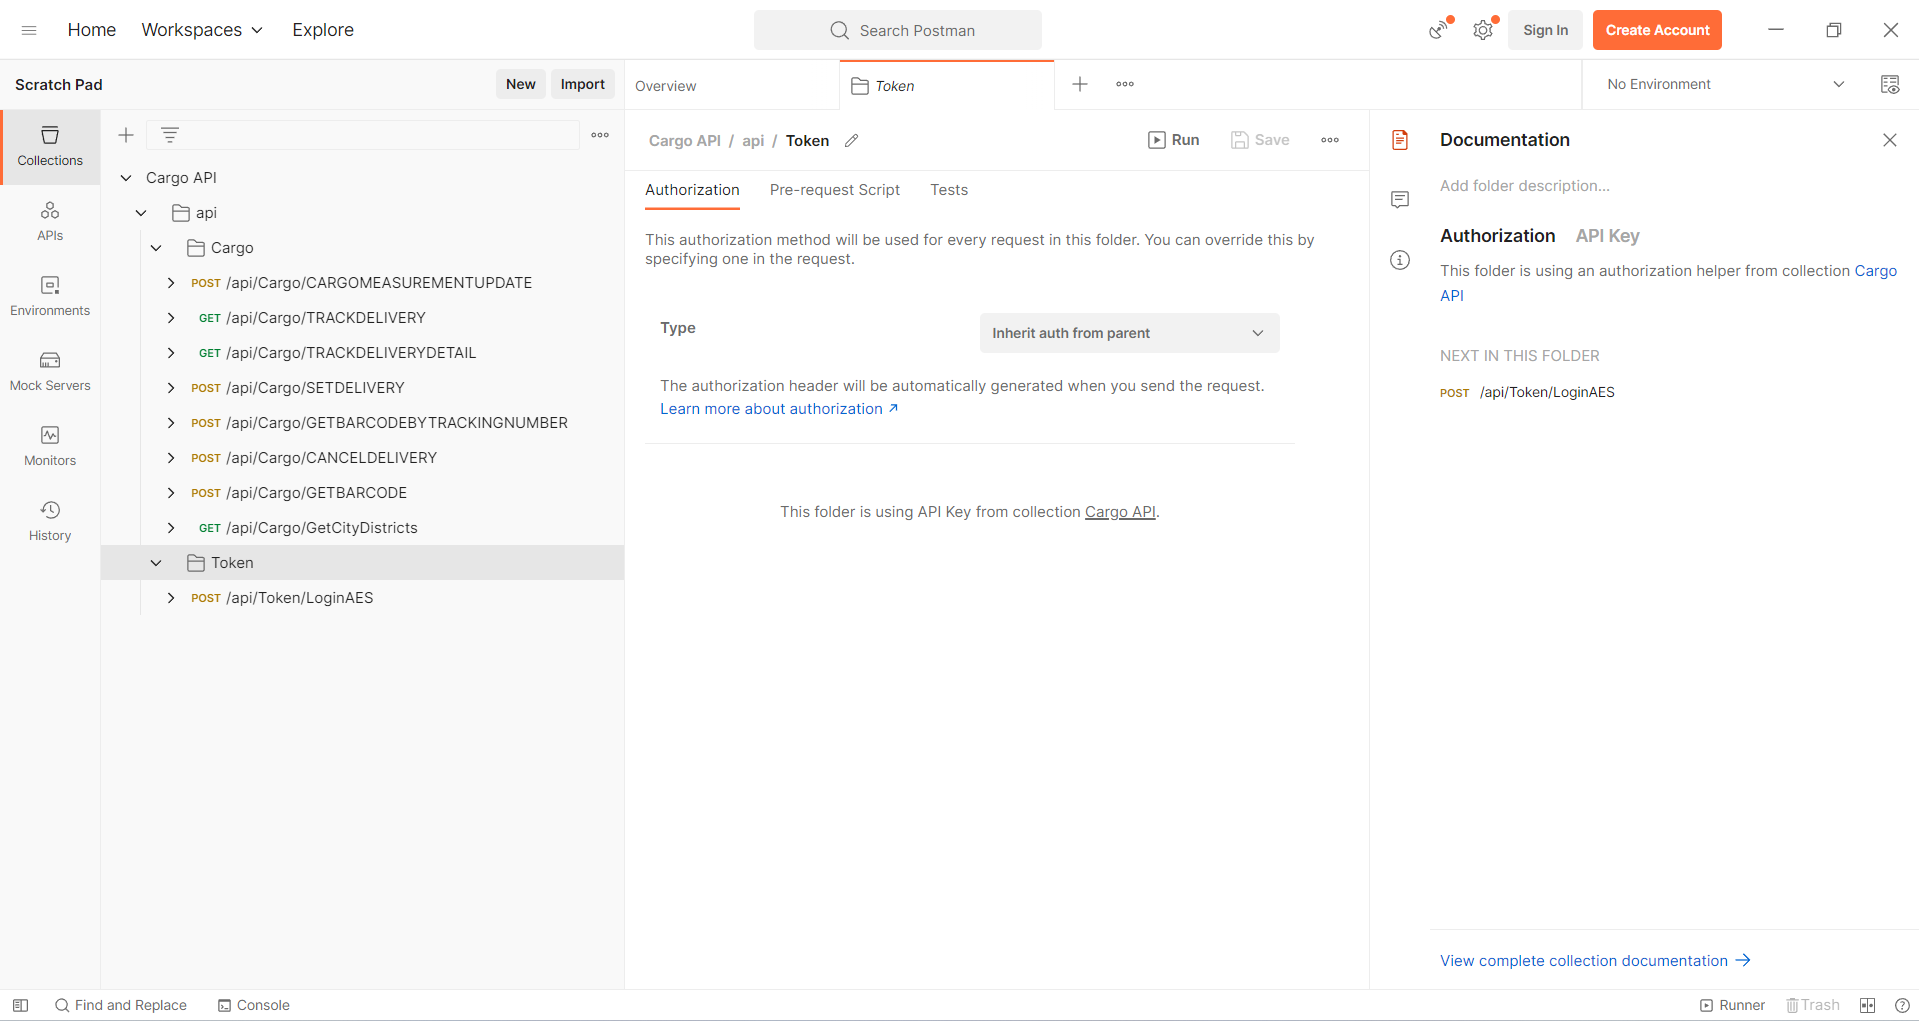 Home
Workspaces
Explore
Search Postman
Sign In
Create Account
Scratch Pad
New
Import
Overview
Token
No Environment
Collections
APIs
Environments
Mock Servers
Monitors
History
Cargo API
api
Cargo
POST /api/Cargo/CARGOMEASUREMENTUPDATE
GET /api/Cargo/TRACKDELIVERY
GET /api/Cargo/TRACKDELIVERYDETAIL
POST /api/Cargo/SETDELIVERY
POST /api/Cargo/GETBARCODEBYTRACKINGNUMBER
POST /api/Cargo/CANCELDELIVERY
POST /api/Cargo/GETBARCODE
GET /api/Cargo/GetCityDistricts
Token
POST /api/Token/LoginAES
Cargo API / api / Token
Run
Save
Authorization
Pre-request Script
Tests
This authorization method will be used for every request in this folder. You can override this by
specifying one in the request.
Type
Inherit auth from parent
The authorization header will be automatically generated when you send the request.
Learn more about authorization ↗
This folder is using API Key from collection Cargo API.
Documentation
Add folder description...
Authorization API Key
This folder is using an authorization helper from collection Cargo
API
NEXT IN THIS FOLDER
POST /api/Token/LoginAES
View complete collection documentation →
Find and Replace
Console
Runner
Trash